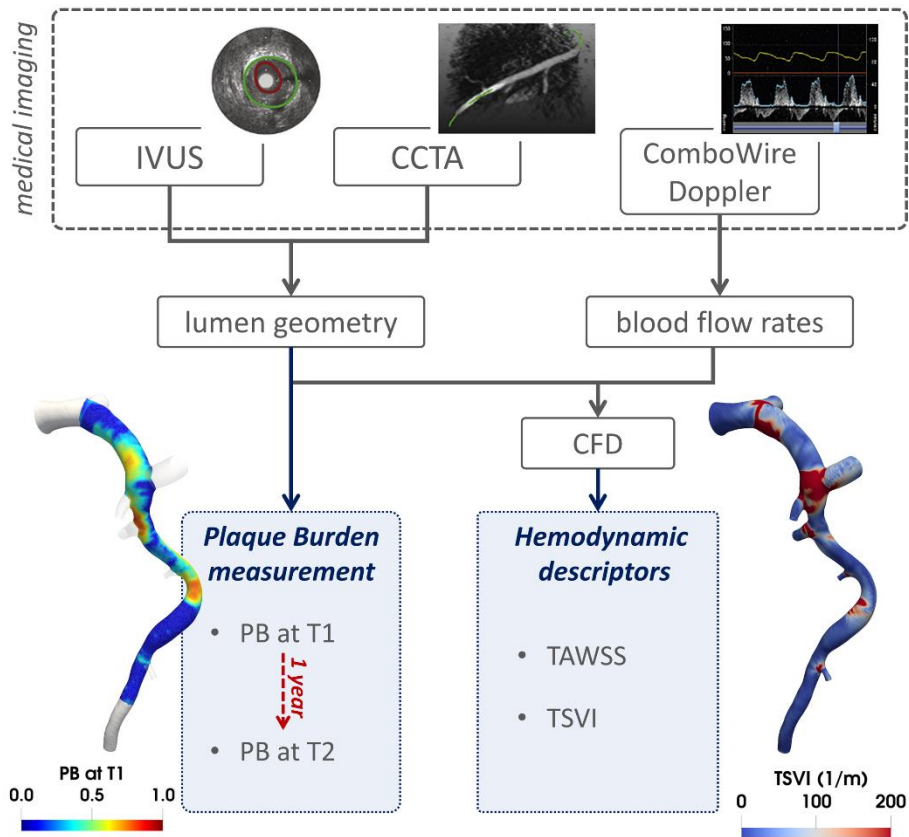 medical imaging
IVUS
CCTA
ComboWire
Doppler
lumen geometry
blood flow rates
CFD
Plaque Burden
measurement
• PB at T1
1 year
• PB at T2
Hemodynamic
descriptors
• TAWSS
• TSVI
PB at T1
0.0 0.5 1.0
TSVI (1/m)
0 100 200